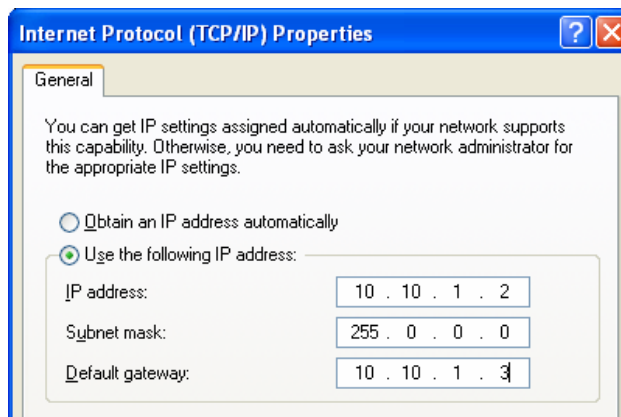 Internet Protocol (TCP/IP) Properties
General
You can get IP settings assigned automatically if your network supports
this capability. Otherwise, you need to ask your network administrator for
the appropriate IP settings.
Obtain an IP address automatically
Use the following IP address:
IP address: 10 . 10 . 1 . 2
Subnet mask: 255 . 0 . 0 . 0
Default gateway: 10 . 10 . 1 . 3